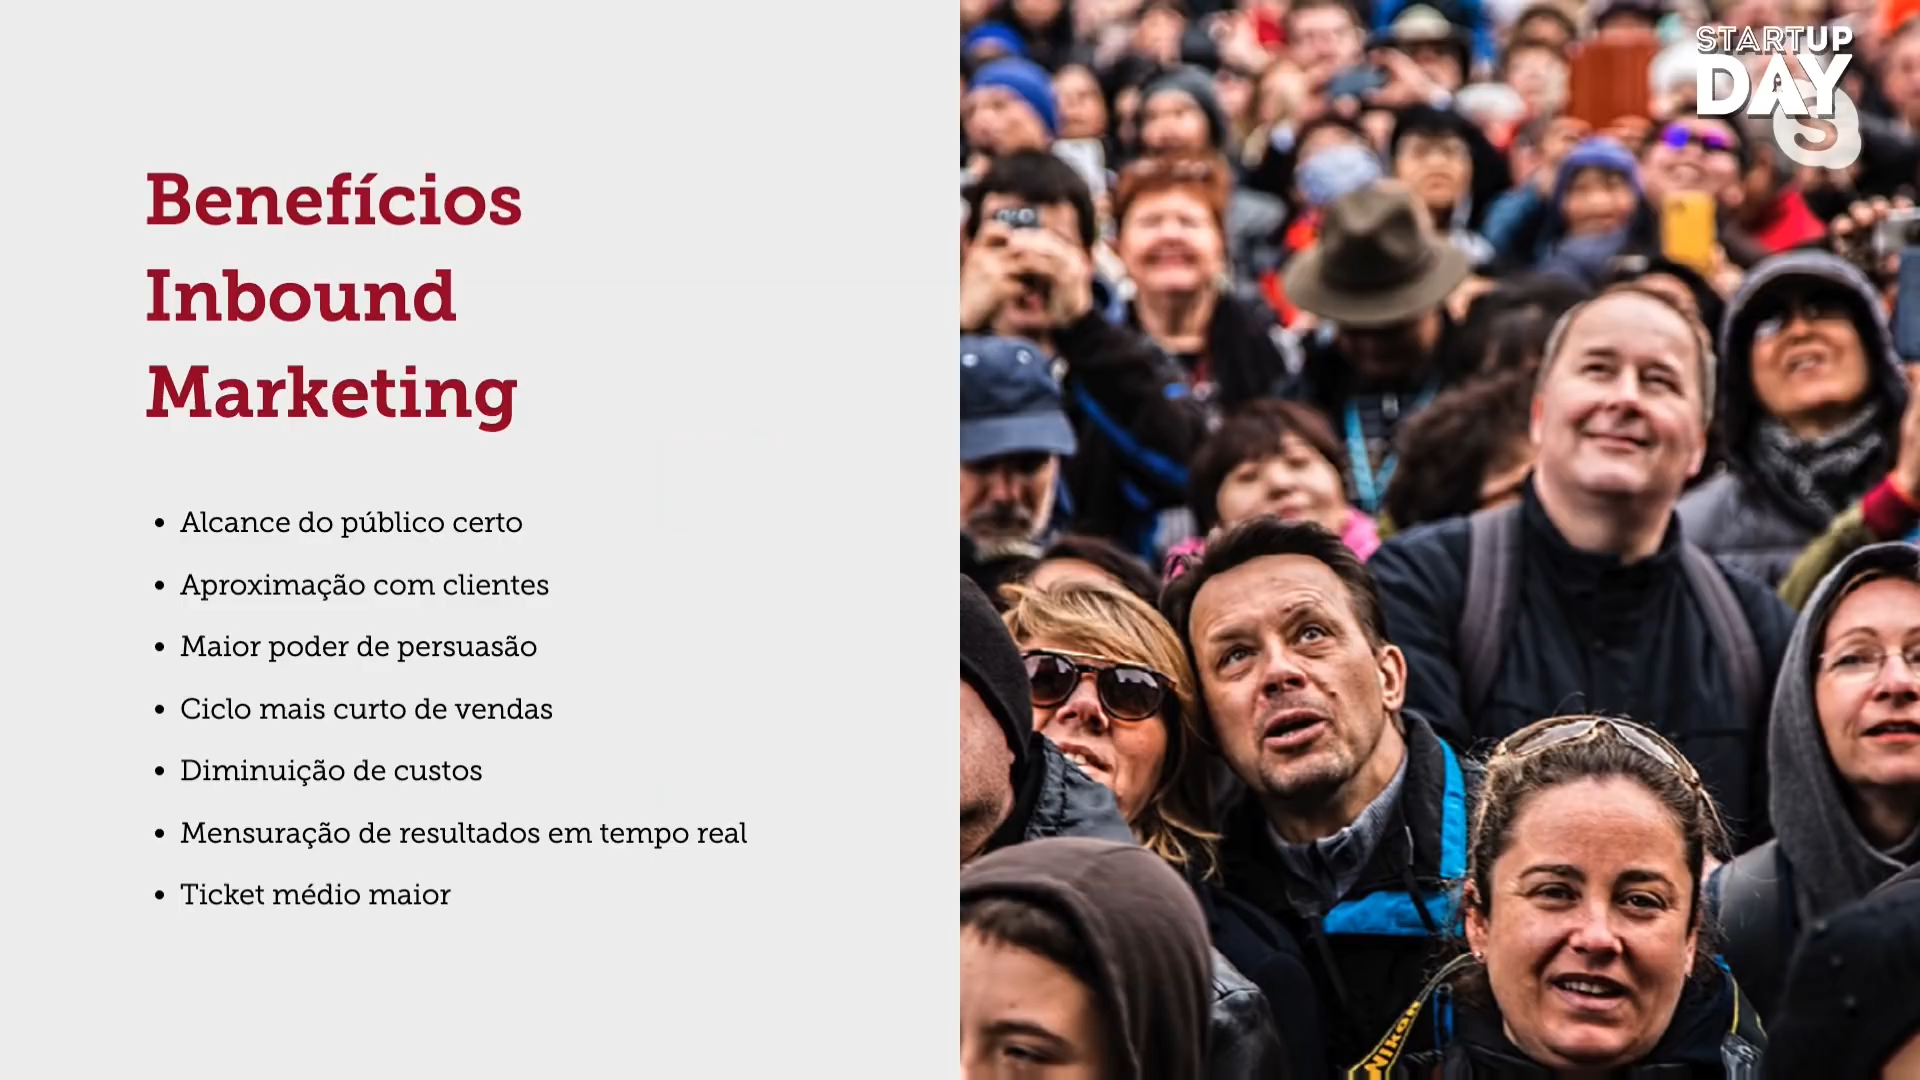 Benefícios
Inbound
Marketing
• Alcance do público certo
• Aproximação com clientes
• Maior poder de persuasão
• Ciclo mais curto de vendas
• Diminuição de custos
• Mensuração de resultados em tempo real
• Ticket médio maior
STARTUP
DAY
S
Nikon